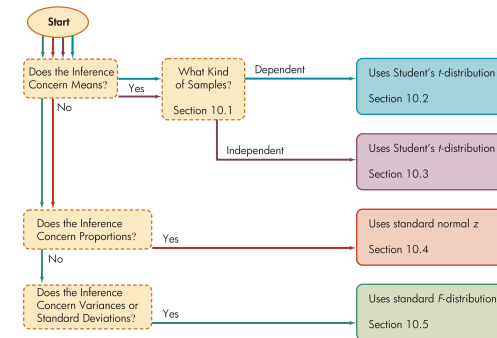 Start
Does the Inference
Concern Means?
Yes
No
What Kind
of Samples?
Section 10.1
Dependent
Uses Student's t-distribution
Section 10.2
Independent
Uses Student's t-distribution
Section 10.3
Does the Inference
Concern Proportions?
Yes
No
Uses standard normal z
Section 10.4
Does the Inference
Concern Variances or
Standard Deviations?
Yes
Uses standard F-distribution
Section 10.5